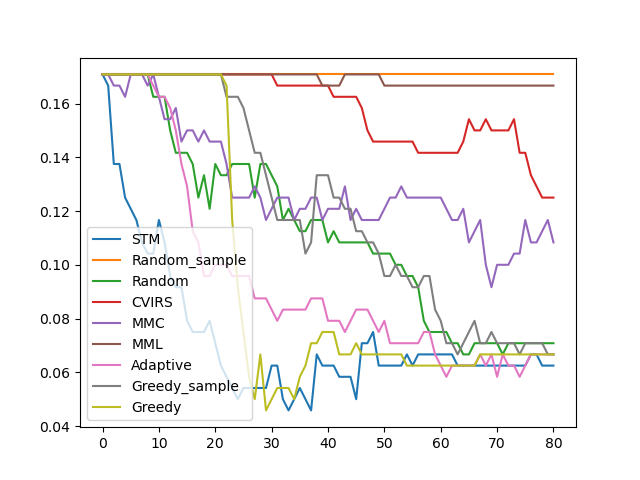 0.16
0.14
0.12
0.10
0.08
0.06
0.04
STM
Random_sample
Random
CVIRS
MMC
MML
Adaptive
Greedy_sample
Greedy
0 10 20 30 40 50 60 70 80